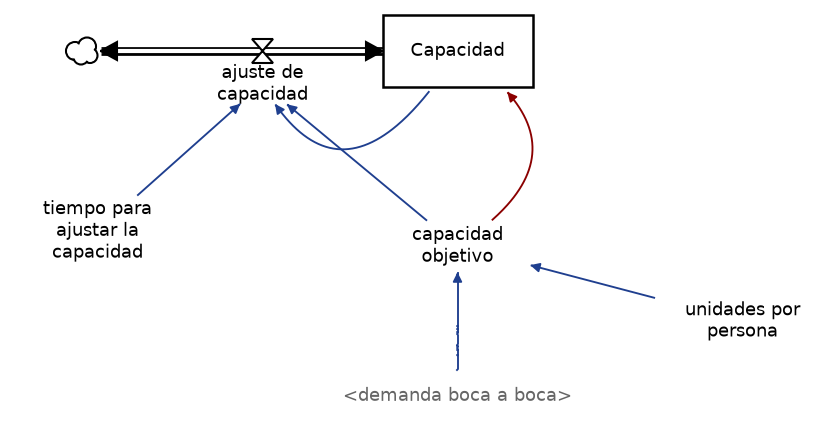 Capacidad
ajuste de
capacidad
tiempo para
ajustar la
capacidad
capacidad
objetivo
unidades por
persona
<demanda boca a boca>